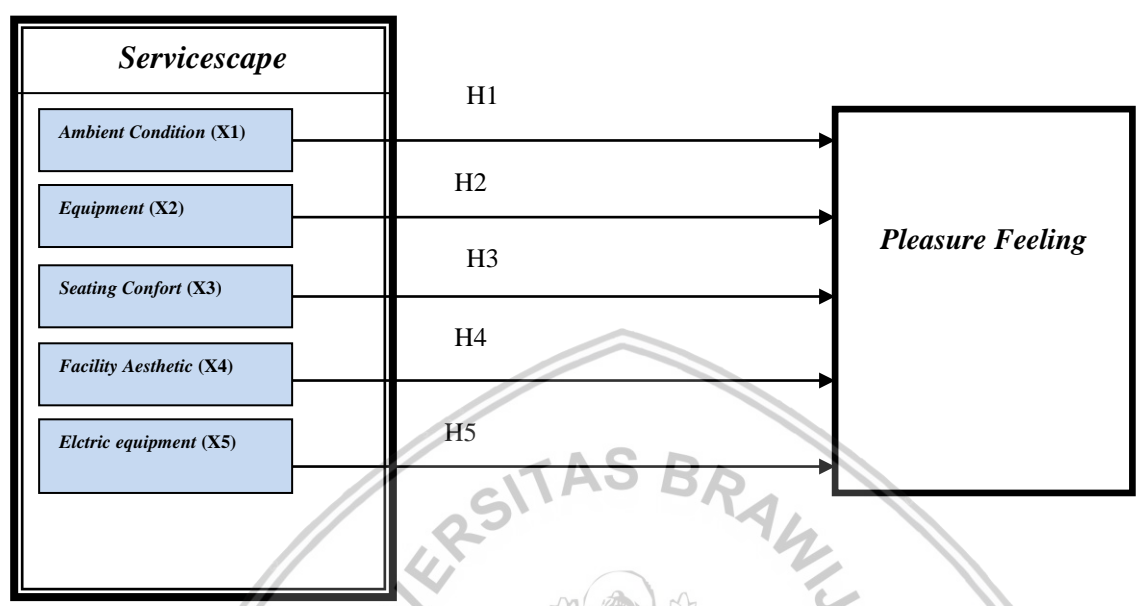 Servicescape
H1
Ambient Condition (X1)
H2
Equipment (X2)
Pleasure Feeling
H3
Seating Confort (X3)
H4
Facility Aesthetic (X4)
H5
Elctric equipment (X5)
ERSITAS BRAWIJ